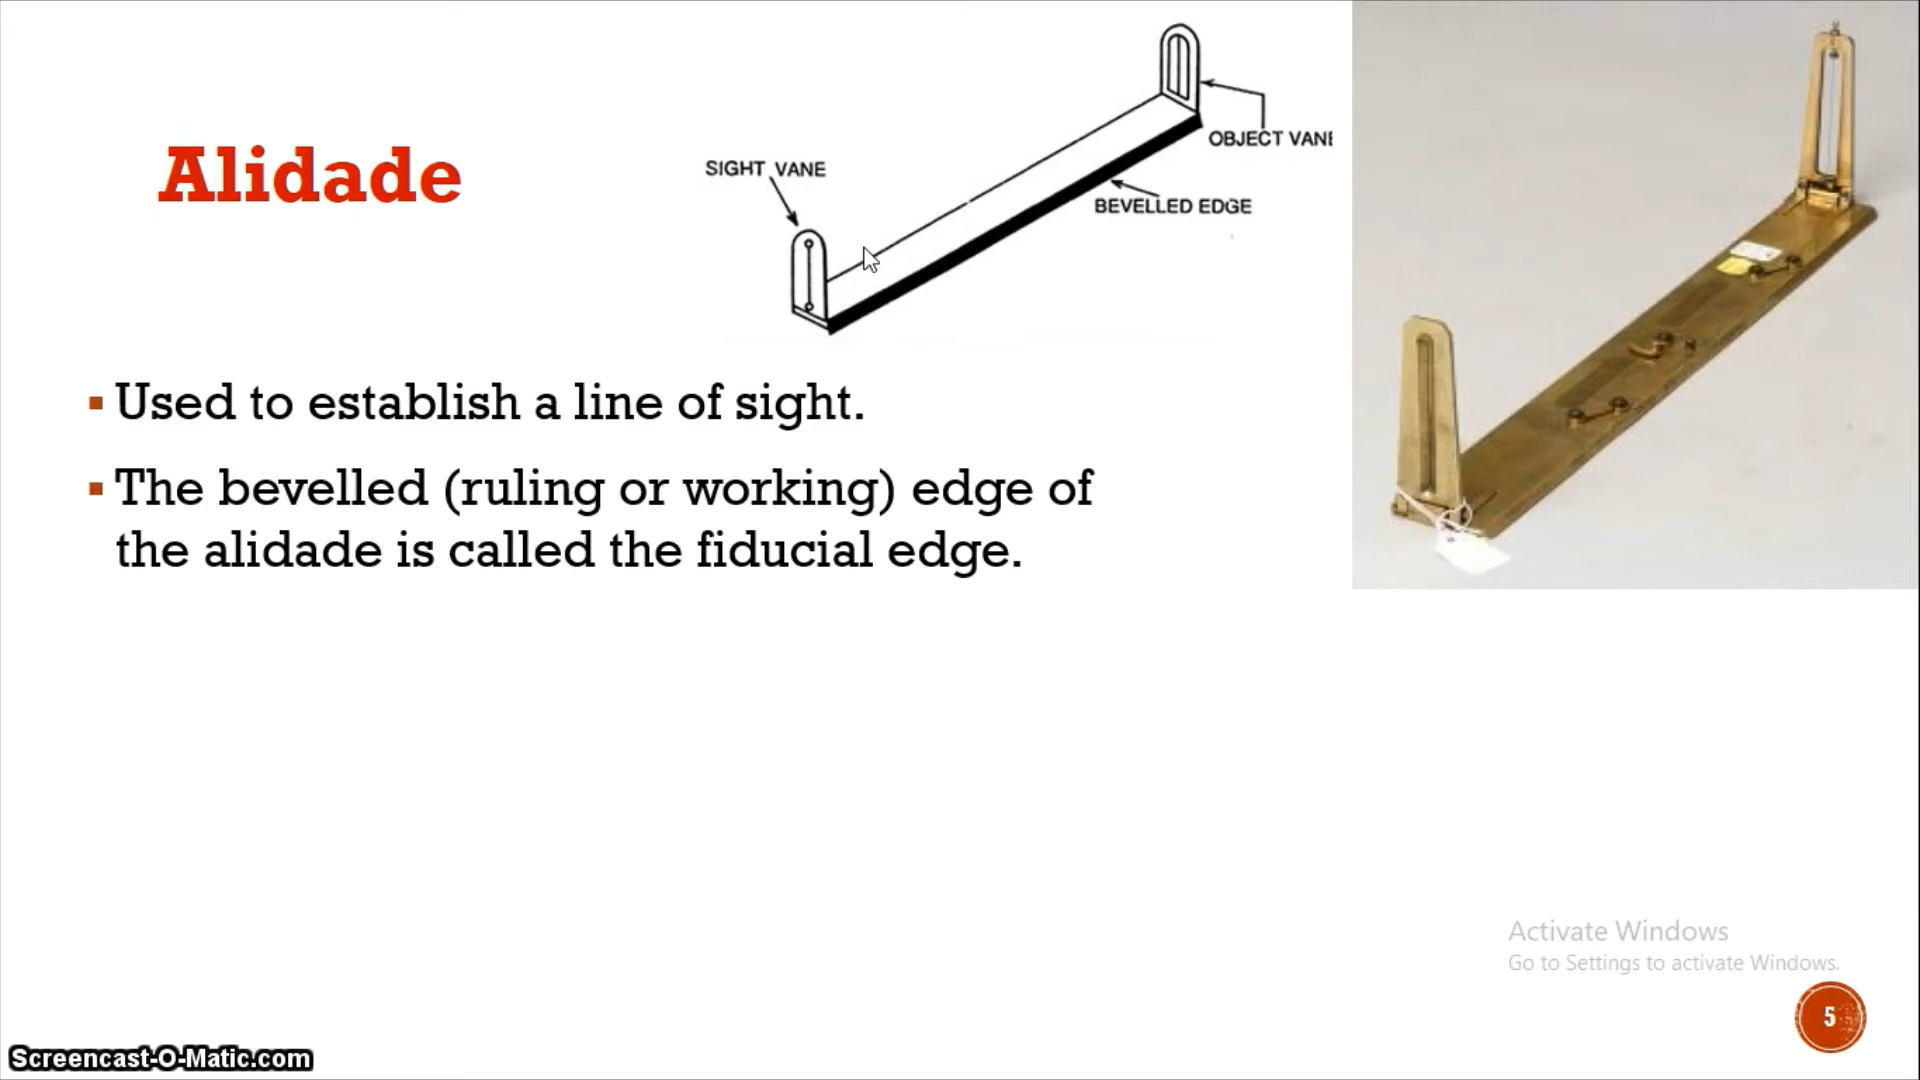 Alidade
SIGHT VANE
OBJECT VANE
BEVELLED EDGE
▪ Used to establish a line of sight.
▪ The bevelled (ruling or working) edge of
the alidade is called the fiducial edge.
Activate Windows
Go to Settings to activate Windows.
5
Screencast-O-Matic.com